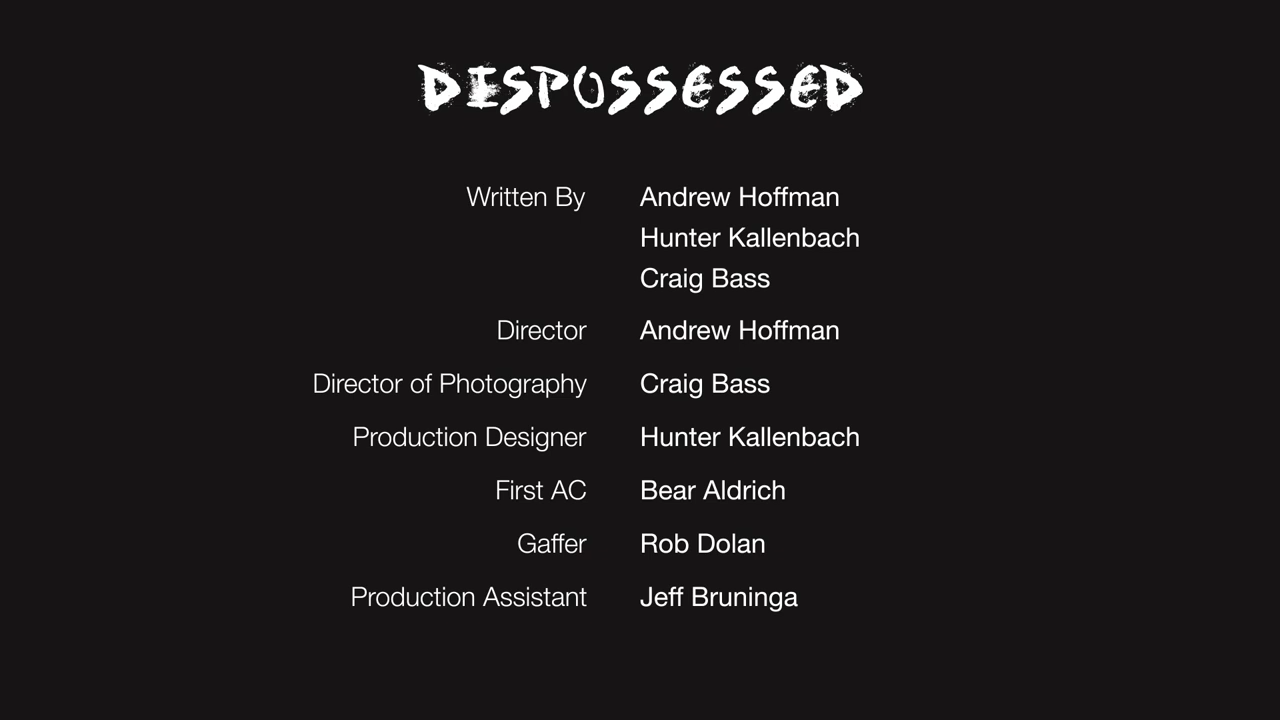 DISPOSSESSED
Written By Andrew Hoffman
Hunter Kallenbach
Craig Bass
Director Andrew Hoffman
Director of Photography Craig Bass
Production Designer Hunter Kallenbach
First AC Bear Aldrich
Gaffer Rob Dolan
Production Assistant Jeff Bruninga